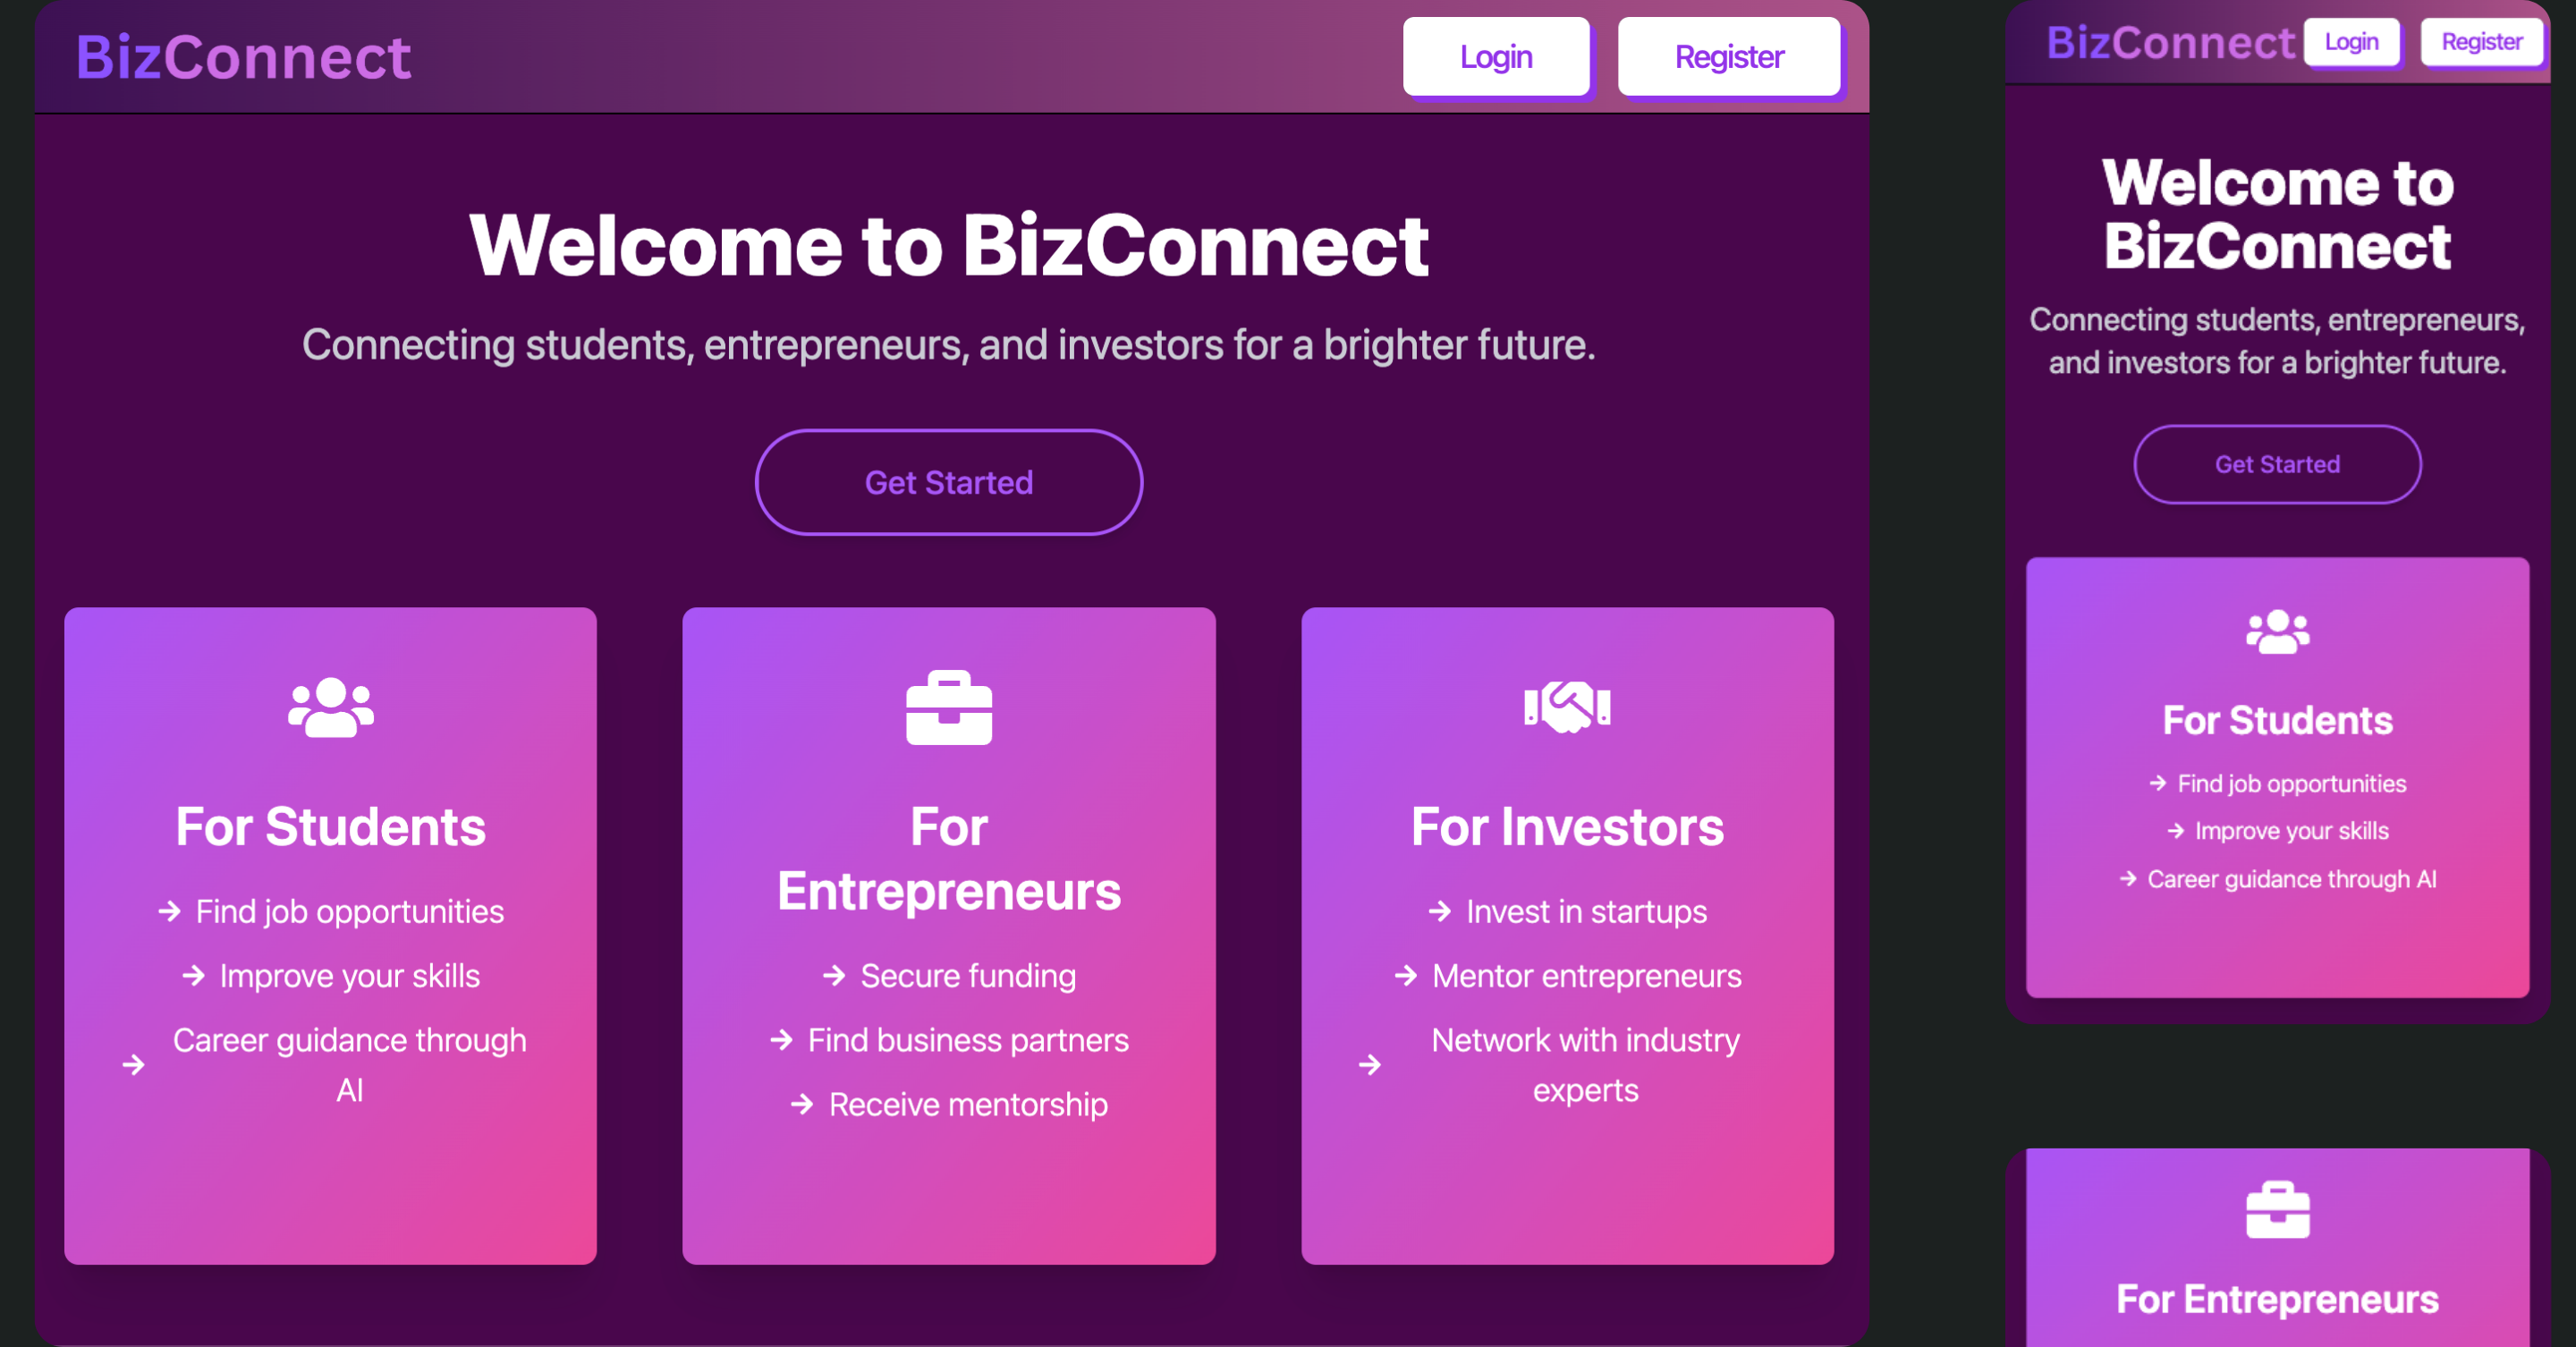 BizConnect
Login
Register
Welcome to BizConnect
Connecting students, entrepreneurs, and investors for a brighter future.
Get Started
For Students
→ Find job opportunities
→ Improve your skills
→ Career guidance through
AI
For
Entrepreneurs
→ Secure funding
→ Find business partners
→ Receive mentorship
For Investors
→ Invest in startups
→ Mentor entrepreneurs
→ Network with industry
experts
BizConnect
Login
Register
Welcome to
BizConnect
Connecting students, entrepreneurs,
and investors for a brighter future.
Get Started
For Students
→ Find job opportunities
→ Improve your skills
→ Career guidance through AI
For Entrepreneurs